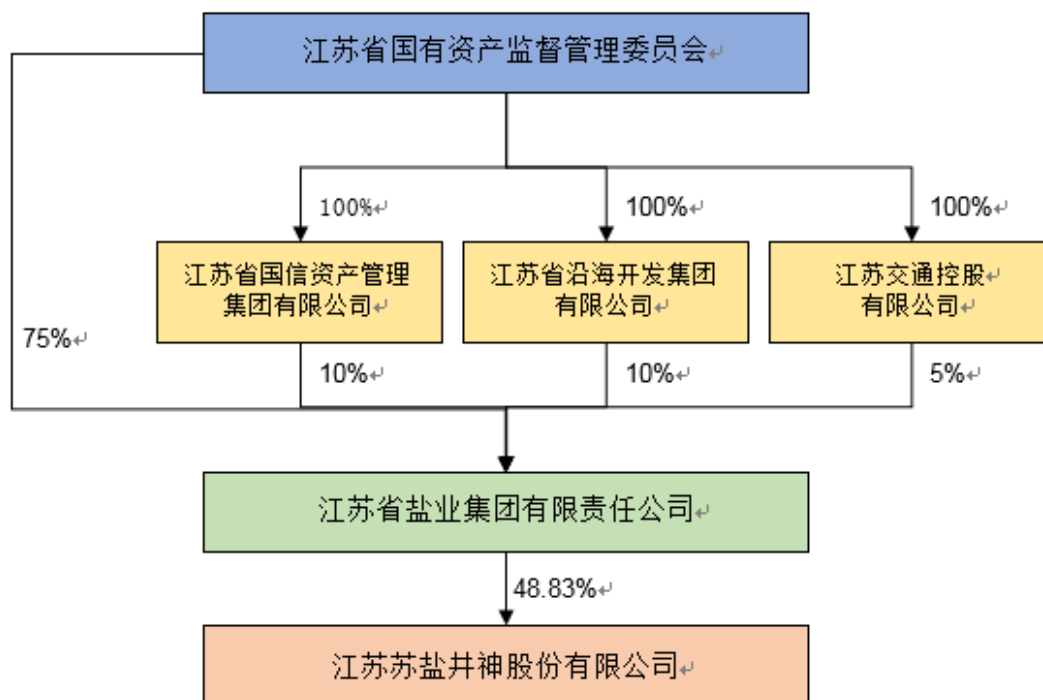 江苏省国有资产监督管理委员会
100%
100%
100%
江苏省国信资产管理
集团有限公司
江苏省沿海开发集团
有限公司
江苏交通控股
有限公司
75%
10%
10%
5%
江苏省盐业集团有限责任公司
48.83%
江苏苏盐井神股份有限公司